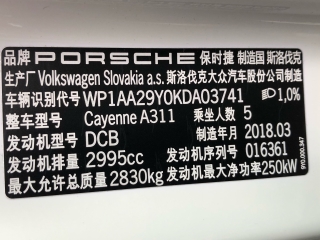 品牌 PORSCHE 保时捷 制造国 斯洛伐克
生产厂 Volkswagen Slovakia a.s. 斯洛伐克大众汽车股份公司制造
车辆识别代号 WP1AA29Y0KDA03741 1,0%
整车型号 Cayenne A311 乘坐人数 5
发动机型号 DCB 制造年月 2018.03
发动机排量 2995cc 发动机序列号 016361
最大允许总质量 2830kg 发动机最大净功率 250kW
9Y0.000.347